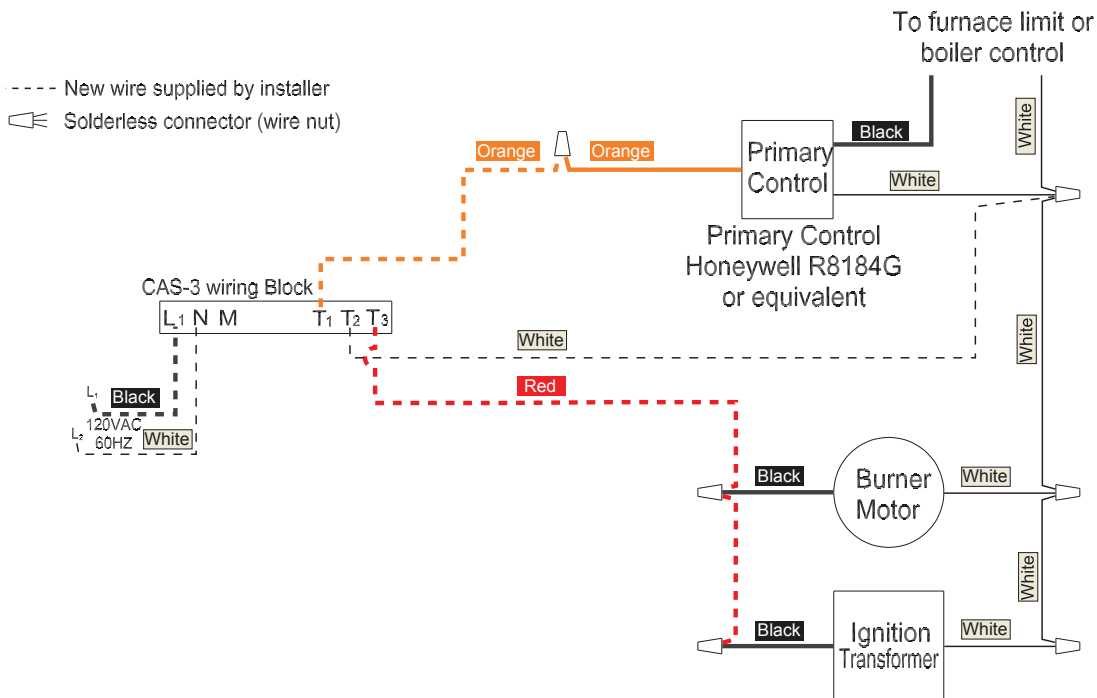 To furnace limit or
boiler control
New wire supplied by installer
Solderless connector (wire nut)
Orange
Orange
Primary
Control
Black
White
White
Primary Control
Honeywell R8184G
or equivalent
CAS-3 wiring Block
L1 N M T1 T2 T3
White
White
Red
L1
Black
120VAC
60HZ
L2
White
Black
Burner
Motor
White
White
Black
Ignition
Transformer
White